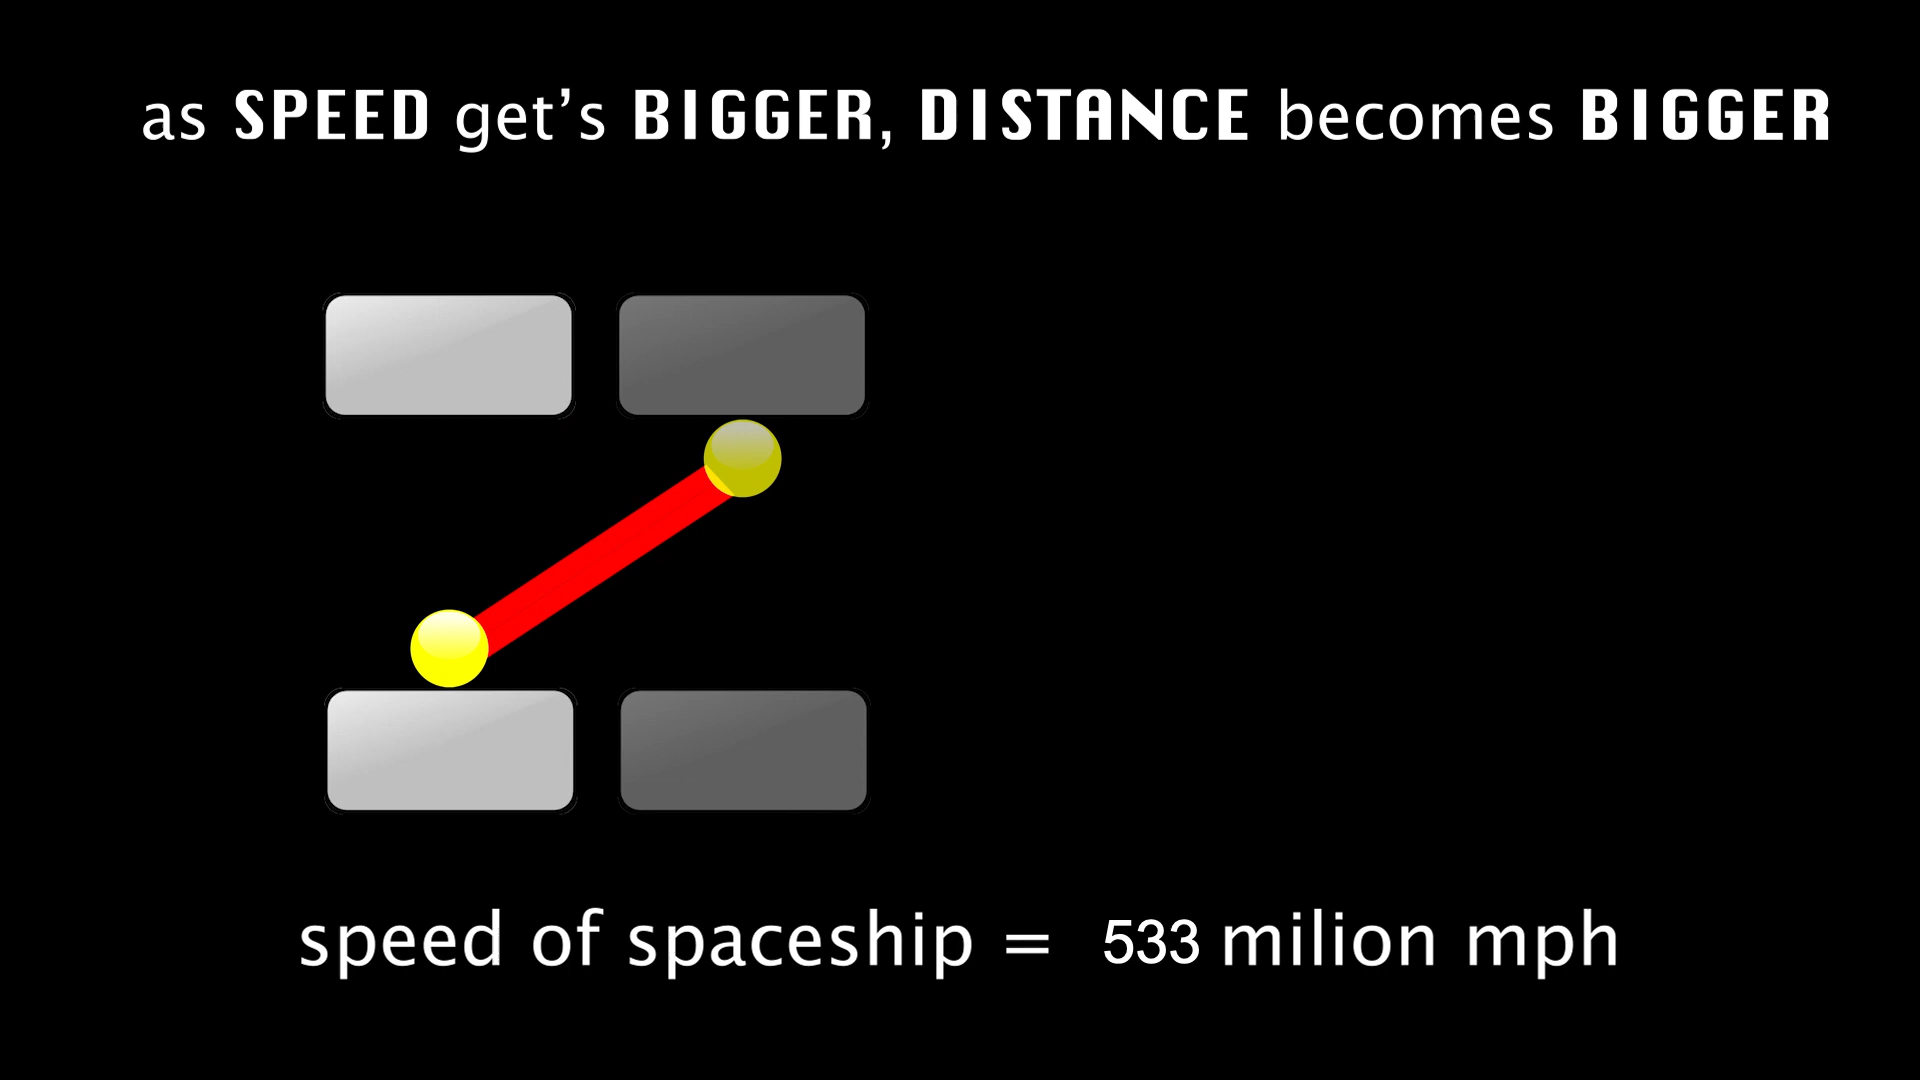 as SPEED get’s BIGGER, DISTANCE becomes BIGGER
speed of spaceship = 533 milion mph